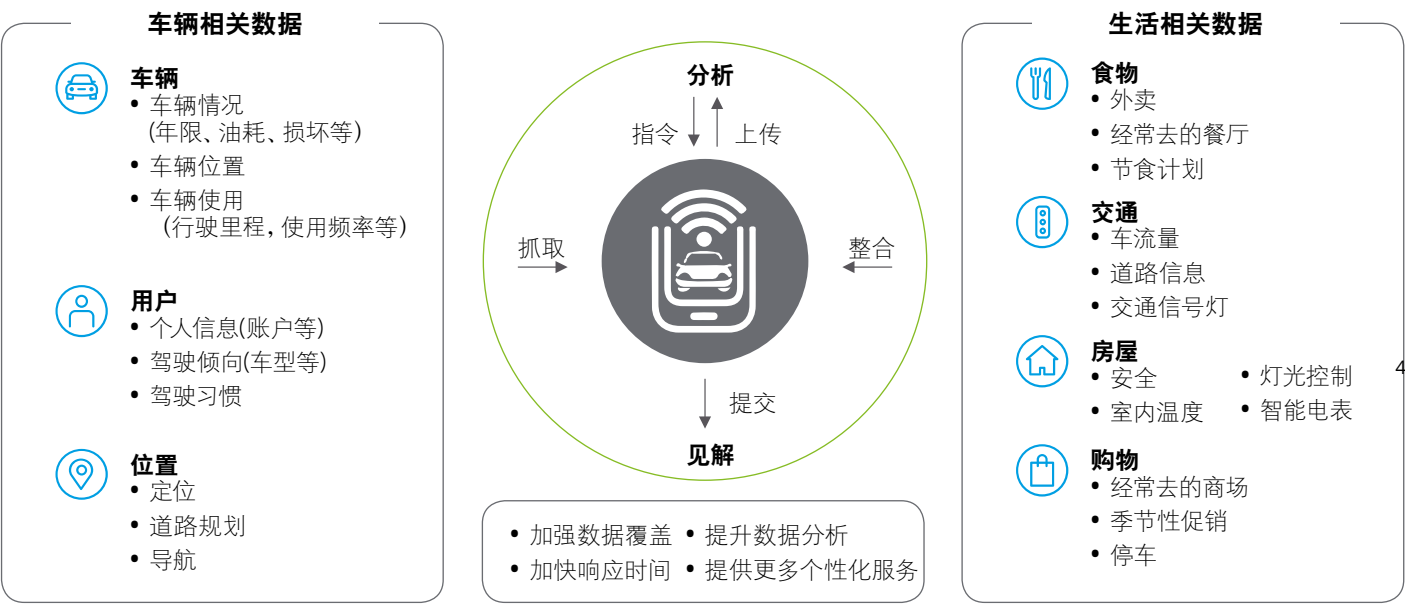 车辆相关数据
车辆
• 车辆情况
(年限、油耗、损坏等)
• 车辆位置
• 车辆使用
(行驶里程，使用频率等)
用户
• 个人信息(账户等)
• 驾驶倾向(车型等)
• 驾驶习惯
位置
• 定位
• 道路规划
• 导航
分析
指令 上传
抓取
整合
提交
见解
• 加强数据覆盖 • 提升数据分析
• 加快响应时间 • 提供更多个性化服务
生活相关数据
食物
• 外卖
• 经常去的餐厅
• 节食计划
交通
• 车流量
• 道路信息
• 交通信号灯
房屋
• 安全 • 灯光控制
• 室内温度 • 智能电表
购物
• 经常去的商场
• 季节性促销
• 停车
4